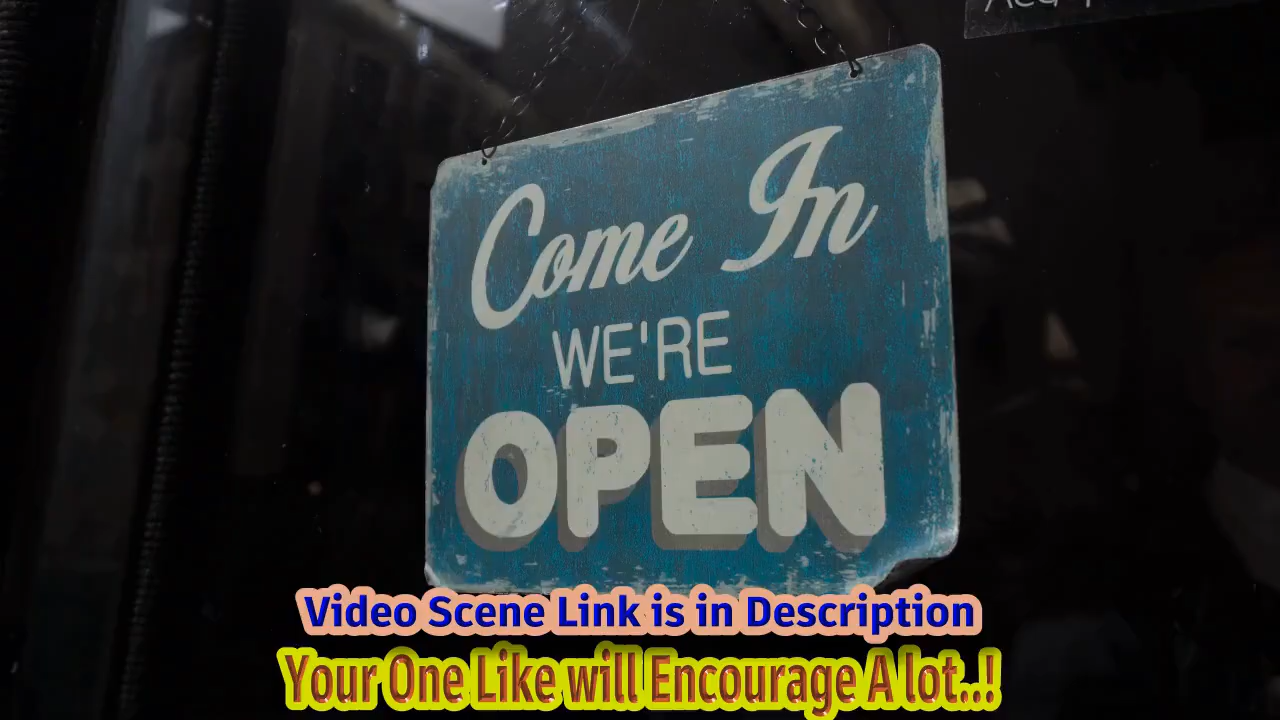 Come In
WE'RE
OPEN
Video Scene Link is in Description
Your One Like will Encourage A lot..!